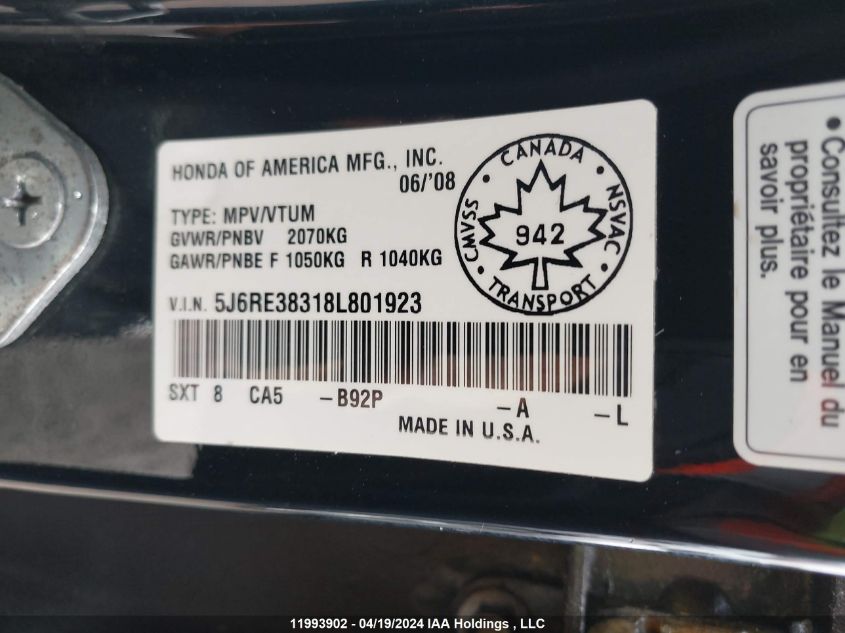 HONDA OF AMERICA MFG., INC.
06/'08
TYPE: MPV/VTUM
GVWR/PNBV 2070KG
GAWR/PNBE F 1050KG R 1040KG
V.I.N. 5J6RE38318L801923
SXT 8 CA5 -B92P -A -L
MADE IN U.S.A.
CANADA
CMVSS
942
NSVAC
TRANSPORT
•Consultez le Manuel du
propriétaire pour en
savoir plus.
11993902 - 04/19/2024 IAA Holdings , LLC